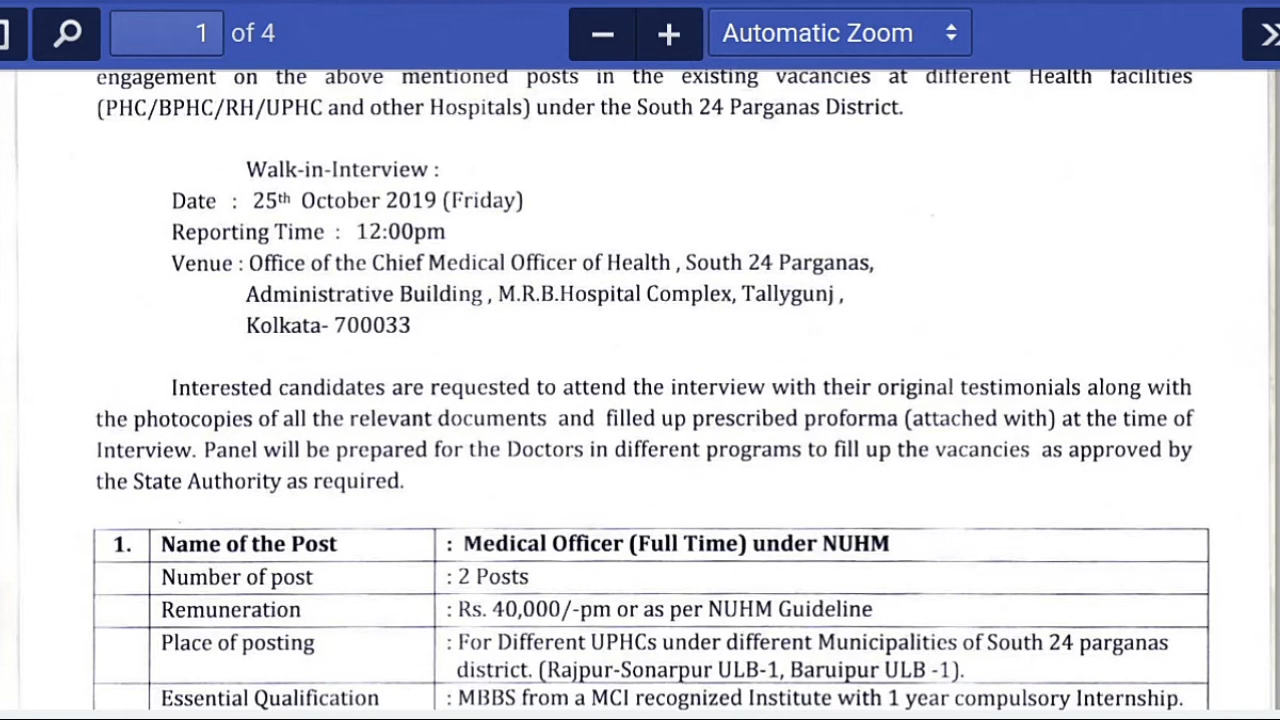 1 of 4
Automatic Zoom
engagement on the above mentioned posts in the existing vacancies at different Health facilities
(PHC/BPHC/RH/UPHC and other Hospitals) under the South 24 Parganas District.
Walk-in-Interview :
Date : 25th October 2019 (Friday)
Reporting Time : 12:00pm
Venue : Office of the Chief Medical Officer of Health , South 24 Parganas,
Administrative Building , M.R.B.Hospital Complex, Tallygunj ,
Kolkata- 700033
Interested candidates are requested to attend the interview with their original testimonials along with
the photocopies of all the relevant documents and filled up prescribed proforma (attached with) at the time of
Interview. Panel will be prepared for the Doctors in different programs to fill up the vacancies as approved by
the State Authority as required.
1. Name of the Post : Medical Officer (Full Time) under NUHM
Number of post : 2 Posts
Remuneration : Rs. 40,000/-pm or as per NUHM Guideline
Place of posting : For Different UPHCs under different Municipalities of South 24 parganas
district. (Rajpur-Sonarpur ULB-1, Baruipur ULB -1).
Essential Qualification : MBBS from a MCI recognized Institute with 1 year compulsory Internship.